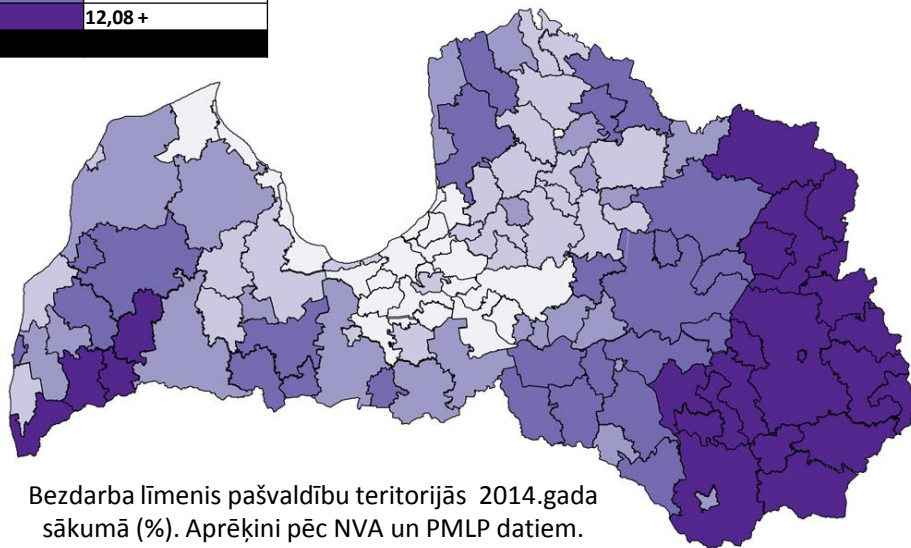 12,08 +
Bezdarba līmenis pašvaldību teritorijās 2014.gada
sākumā (%). Aprēķini pēc NVA un PMLP datiem.